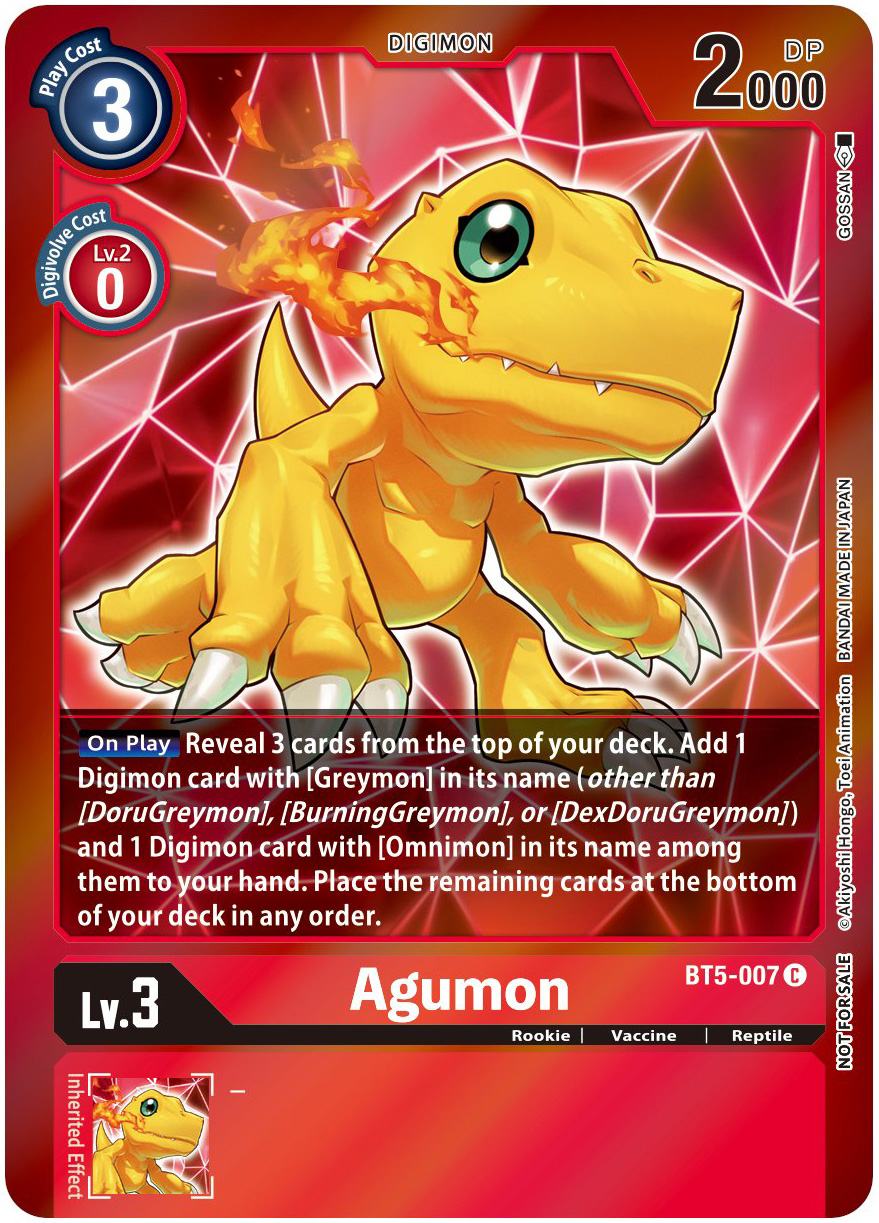 DIGIMON
Play Cost
3
DP
2000
Digivolve Cost
Lv.2
0
GOSSAN
On Play Reveal 3 cards from the top of your deck. Add 1
Digimon card with [Greymon] in its name (other than
[DoruGreymon], [BurningGreymon], or [DexDoruGreymon])
and 1 Digimon card with [Omnimon] in its name among
them to your hand. Place the remaining cards at the bottom
of your deck in any order.
©Akiyoshi Hongo, Toei Animation BANDAI MADE IN JAPAN
NOT FOR SALE
Lv.3
Agumon
BT5-007 C
Rookie | Vaccine | Reptile
Inherited Effect
–